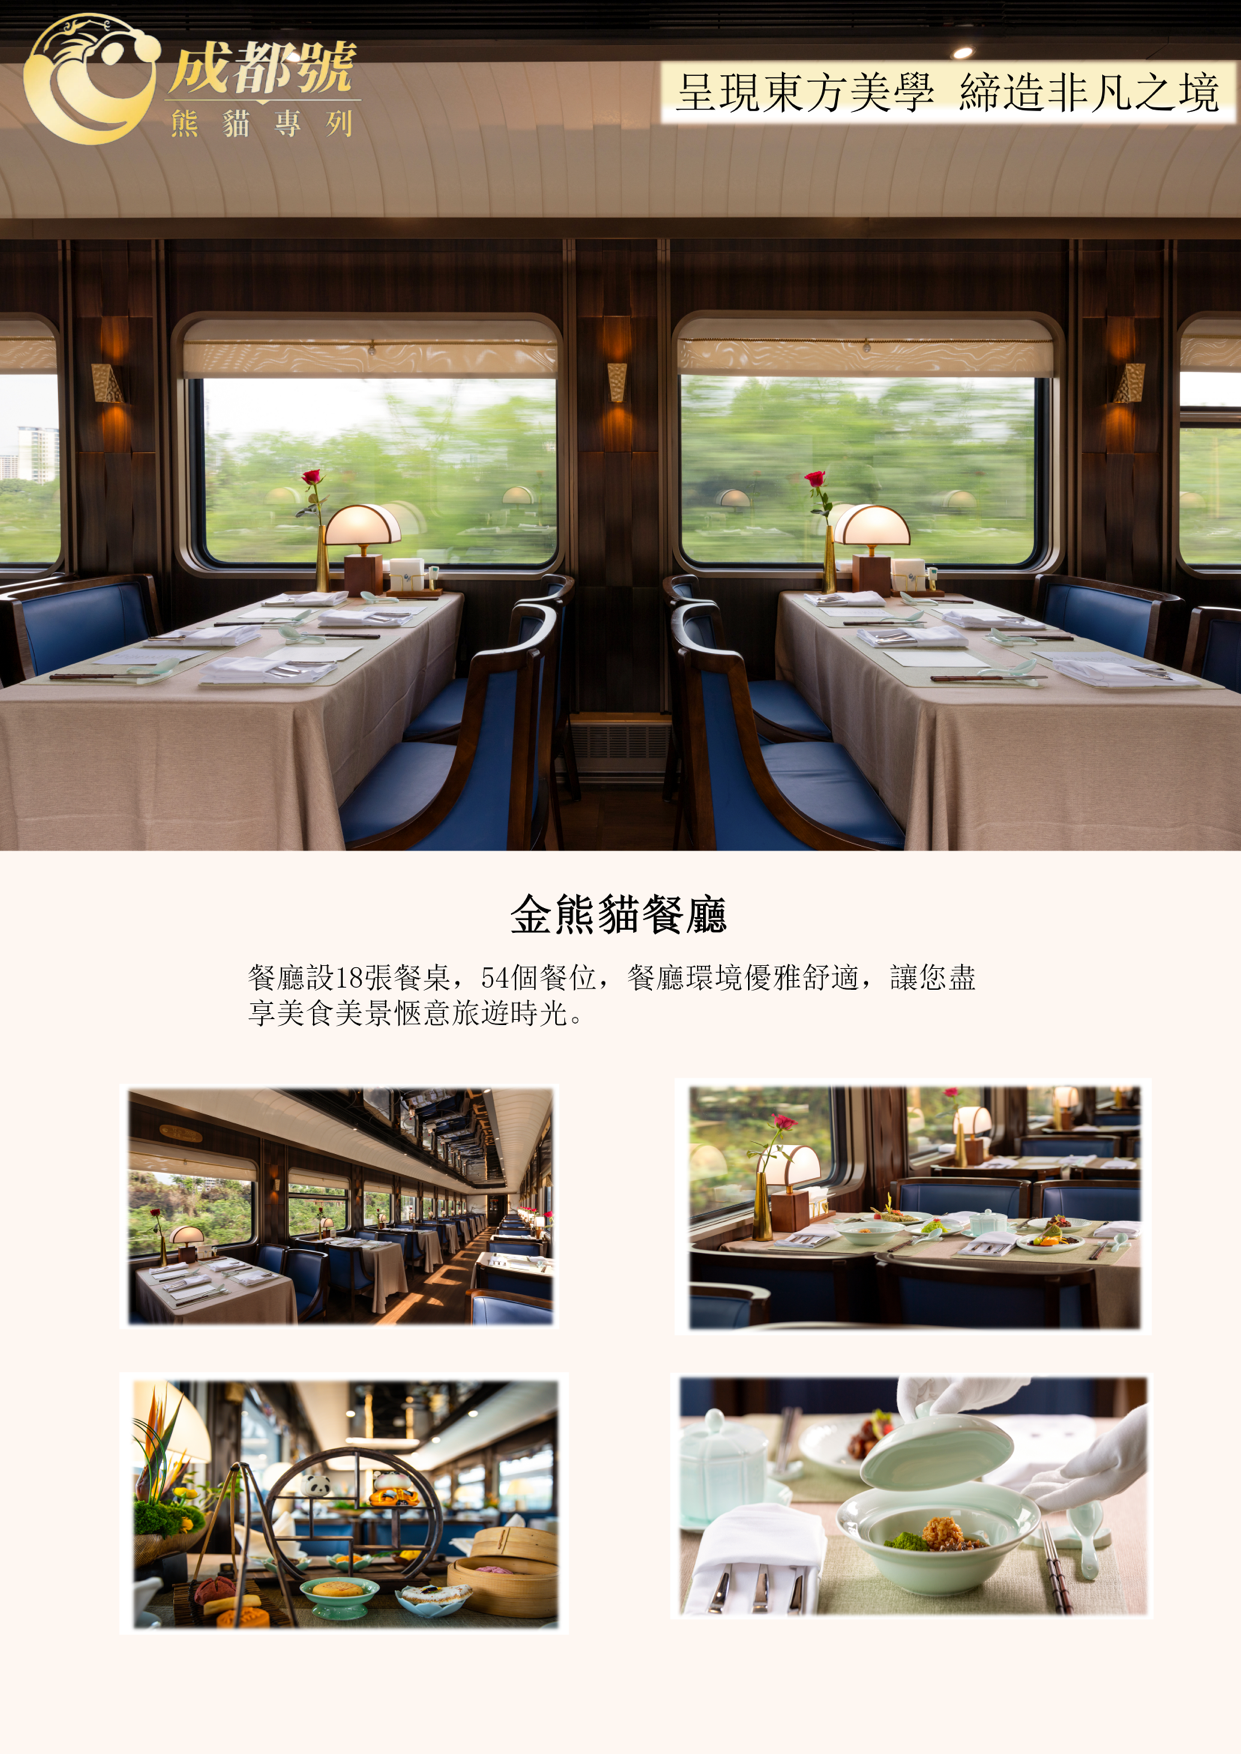 成都號
熊貓專列
呈現東方美學 締造非凡之境
金熊貓餐廳
餐廳設18張餐桌，54個餐位，餐廳環境優雅舒適，讓您盡
享美食美景愜意旅遊時光。